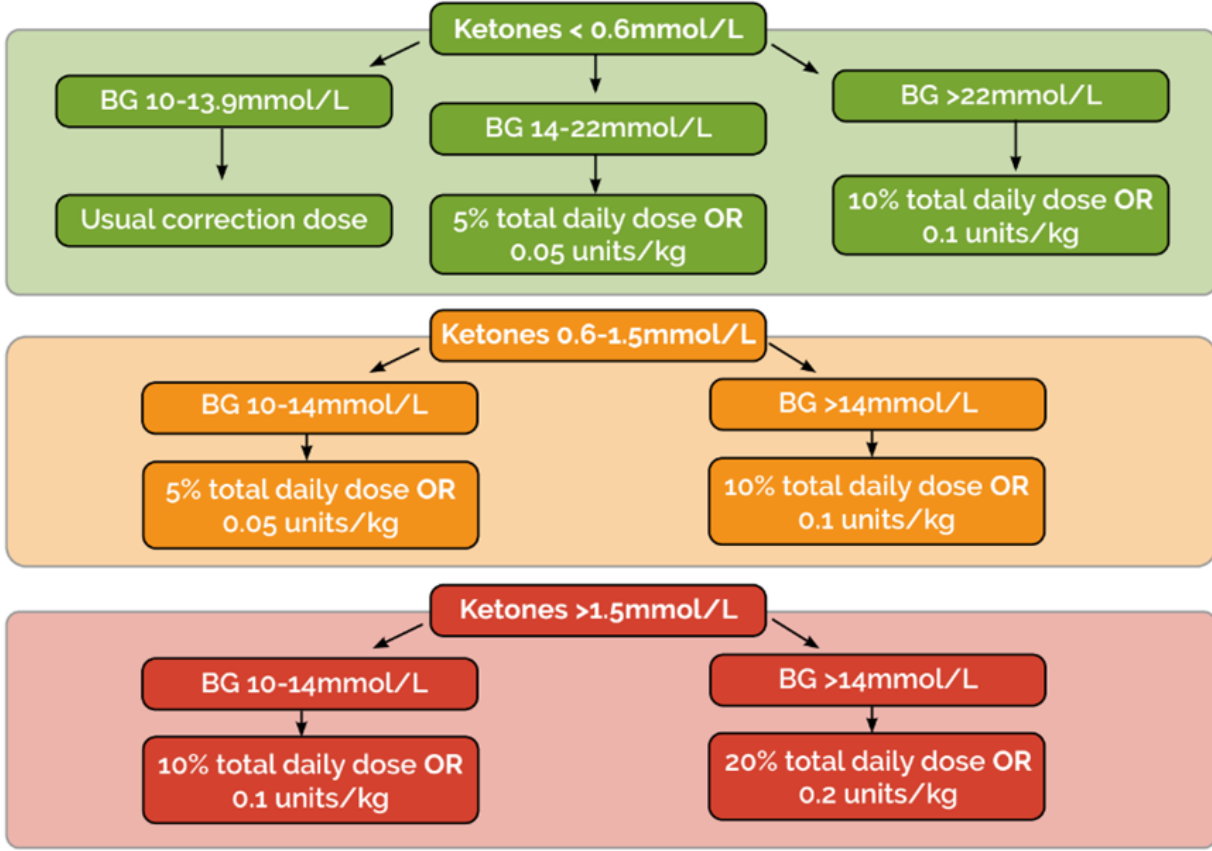 Ketones < 0.6mmol/L
BG 10-13.9mmol/L
Usual correction dose
BG 14-22mmol/L
5% total daily dose OR
0.05 units/kg
BG >22mmol/L
10% total daily dose OR
0.1 units/kg
Ketones 0.6-1.5mmol/L
BG 10-14mmol/L
5% total daily dose OR
0.05 units/kg
BG >14mmol/L
10% total daily dose OR
0.1 units/kg
Ketones >1.5mmol/L
BG 10-14mmol/L
10% total daily dose OR
0.1 units/kg
BG >14mmol/L
20% total daily dose OR
0.2 units/kg